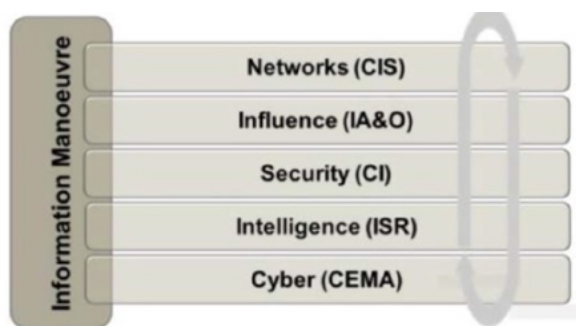 Information Manoeuvre
Networks (CIS)
Influence (IA&O)
Security (CI)
Intelligence (ISR)
Cyber (CEMA)